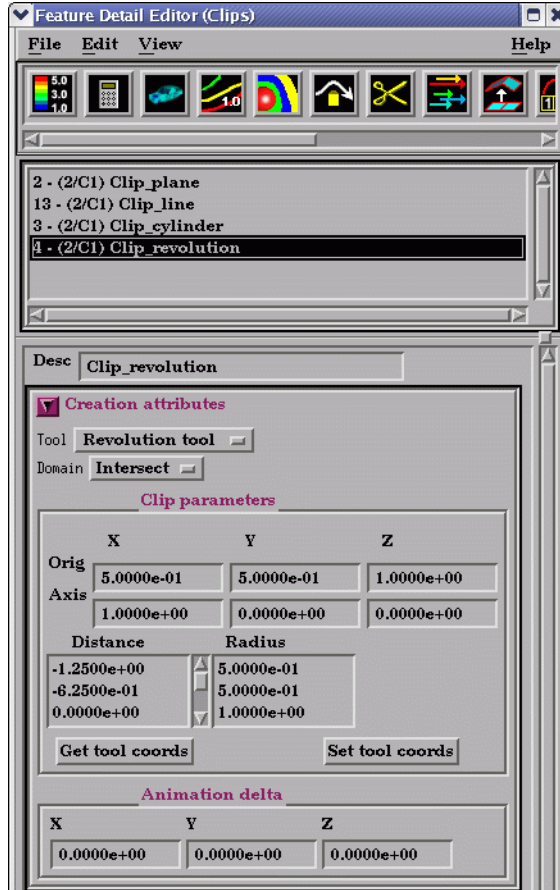 Feature Detail Editor (Clips)
File Edit View Help
5.0
3.0
1.0
1.0
1
2 - (2/C1) Clip_plane
13 - (2/C1) Clip_line
3 - (2/C1) Clip_cylinder
4 - (2/C1) Clip_revolution
Desc Clip_revolution
Creation attributes
Tool Revolution tool
Domain Intersect
Clip parameters
X Y Z
Orig 5.0000e-01 5.0000e-01 1.0000e+00
Axis 1.0000e+00 0.0000e+00 0.0000e+00
Distance Radius
-1.2500e+00 5.0000e-01
-6.2500e-01 5.0000e-01
0.0000e+00 1.0000e+00
Get tool coords Set tool coords
Animation delta
X Y Z
0.0000e+00 0.0000e+00 0.0000e+00